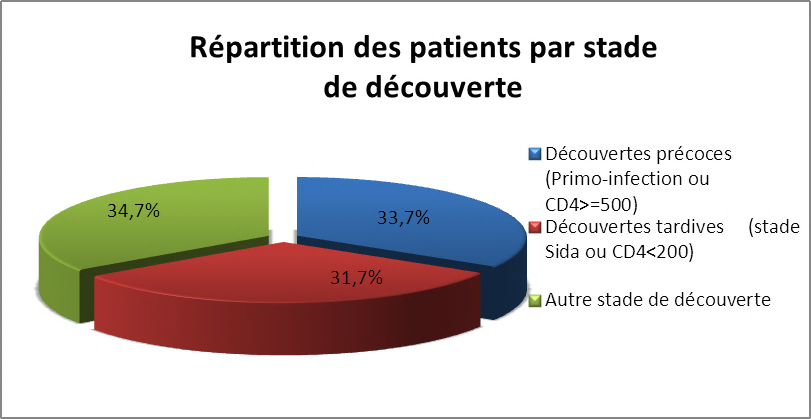 Répartition des patients par stade
de découverte
34,7%
33,7%
31,7%
Découvertes précoces
(Primo-infection ou
CD4>=500)
Découvertes tardives (stade
Sida ou CD4<200)
Autre stade de découverte